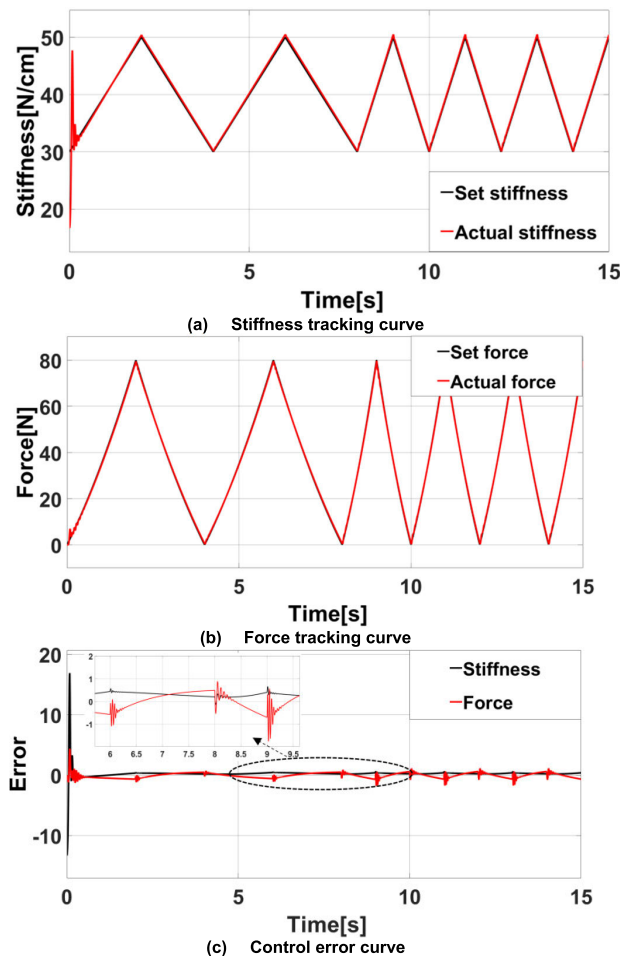 50
40
30
20
Stiffness[N/cm]
Set stiffness
Actual stiffness
0
5
10
15
Time[s]
(a) Stiffness tracking curve
80
60
40
20
0
Force[N]
Set force
Actual force
0
5
10
15
Time[s]
(b) Force tracking curve
20
10
0
-10
Error
2
1
0
-1
6 6.5 7 7.5 8 8.5 9 9.5
Stiffness
Force
0
5
10
15
Time[s]
(c) Control error curve